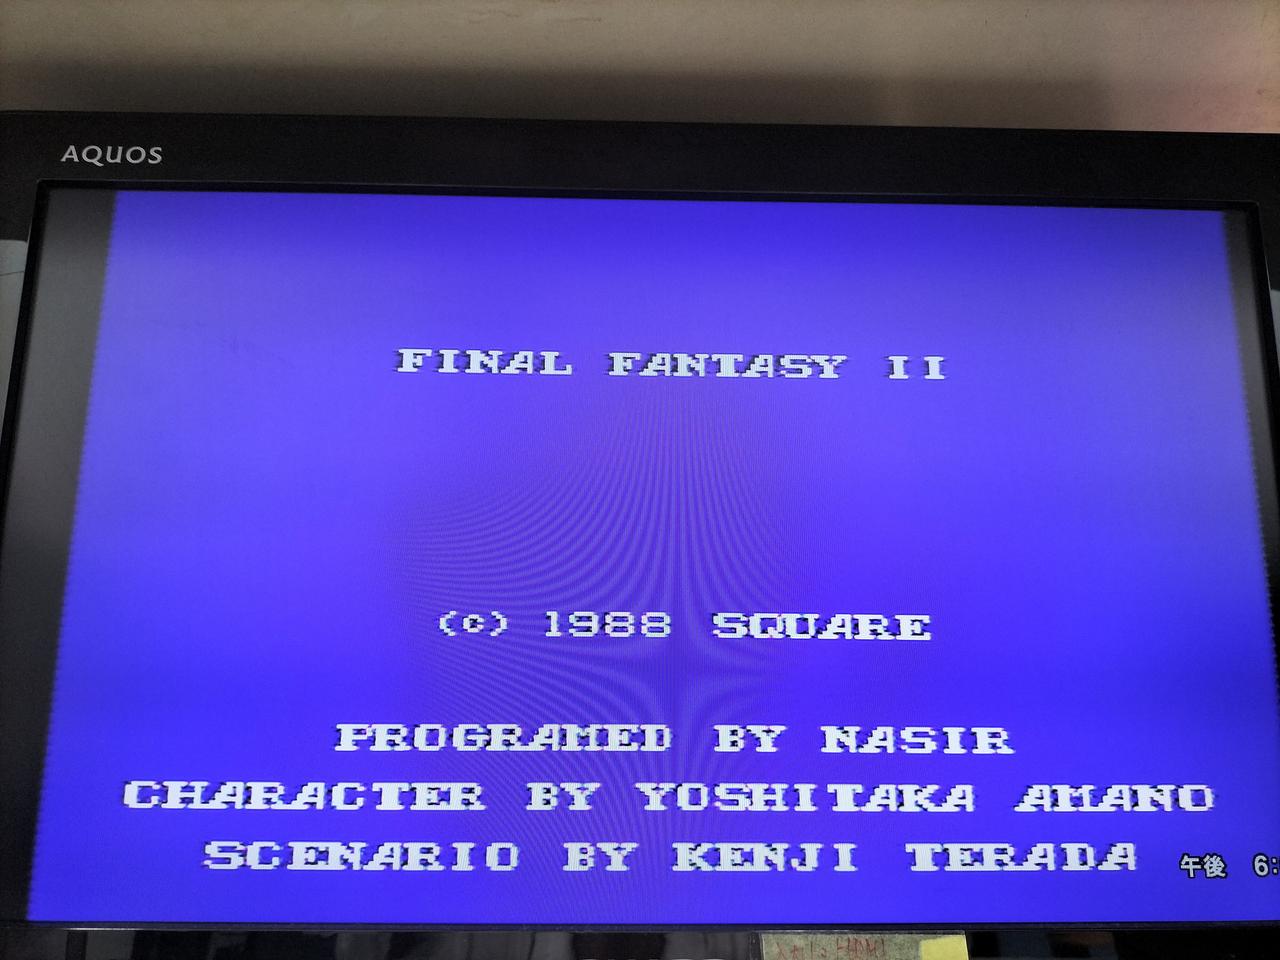 AQUOS
FINAL FANTASY II
(c) 1988 SQUARE
PROGRAMED BY NASIR
CHARACTER BY YOSHITAKA AMANO
SCENARIO BY KENJI TERADA
午後 6: